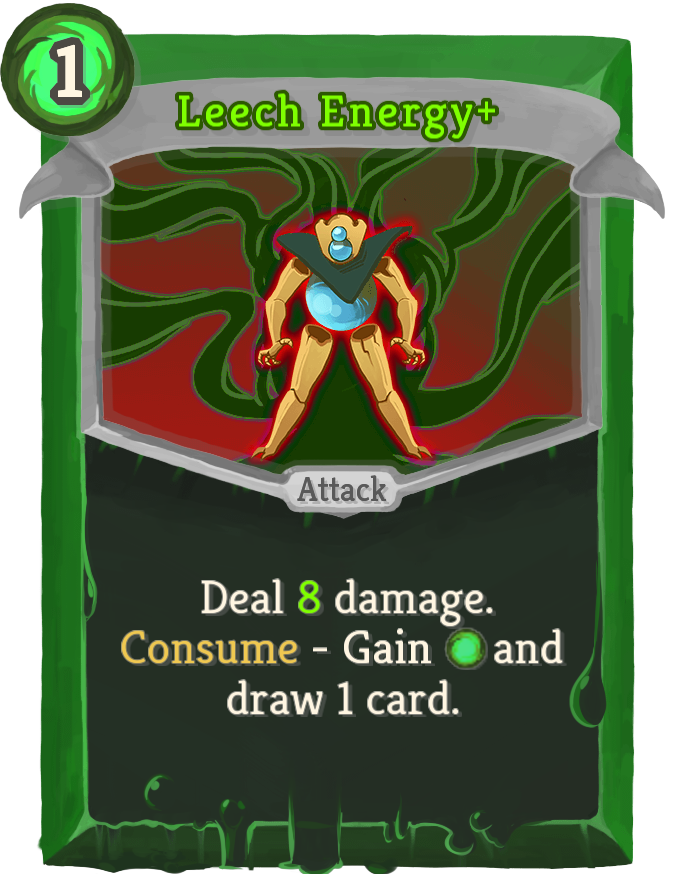 1
Leech Energy+
Attack
Deal 8 damage.
Consume - Gain and
draw 1 card.